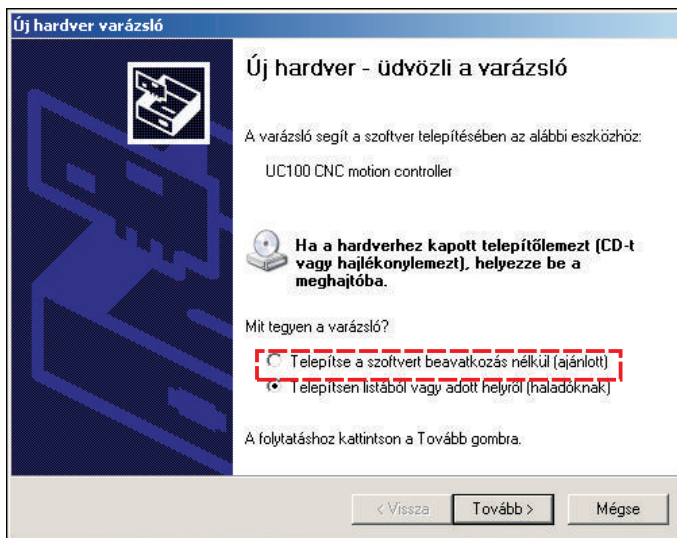 Új hardver varázsló
Új hardver - üdvözli a varázsló
A varázsló segít a szoftver telepítésében az alábbi eszközhöz:
UC100 CNC motion controller
Ha a hardverhez kapott telepítőlemezt (CD-t
vagy hajlékonylemezt), helyezze be a
meghajtóba.
Mit tegyen a varázsló?
Telepítse a szoftvert beavatkozás nélkül (ajánlott)
Telepítsen listából vagy adott helyről (haladóknak)
A folytatáshoz kattintson a Tovább gombra.
< Vissza Tovább > Mégse